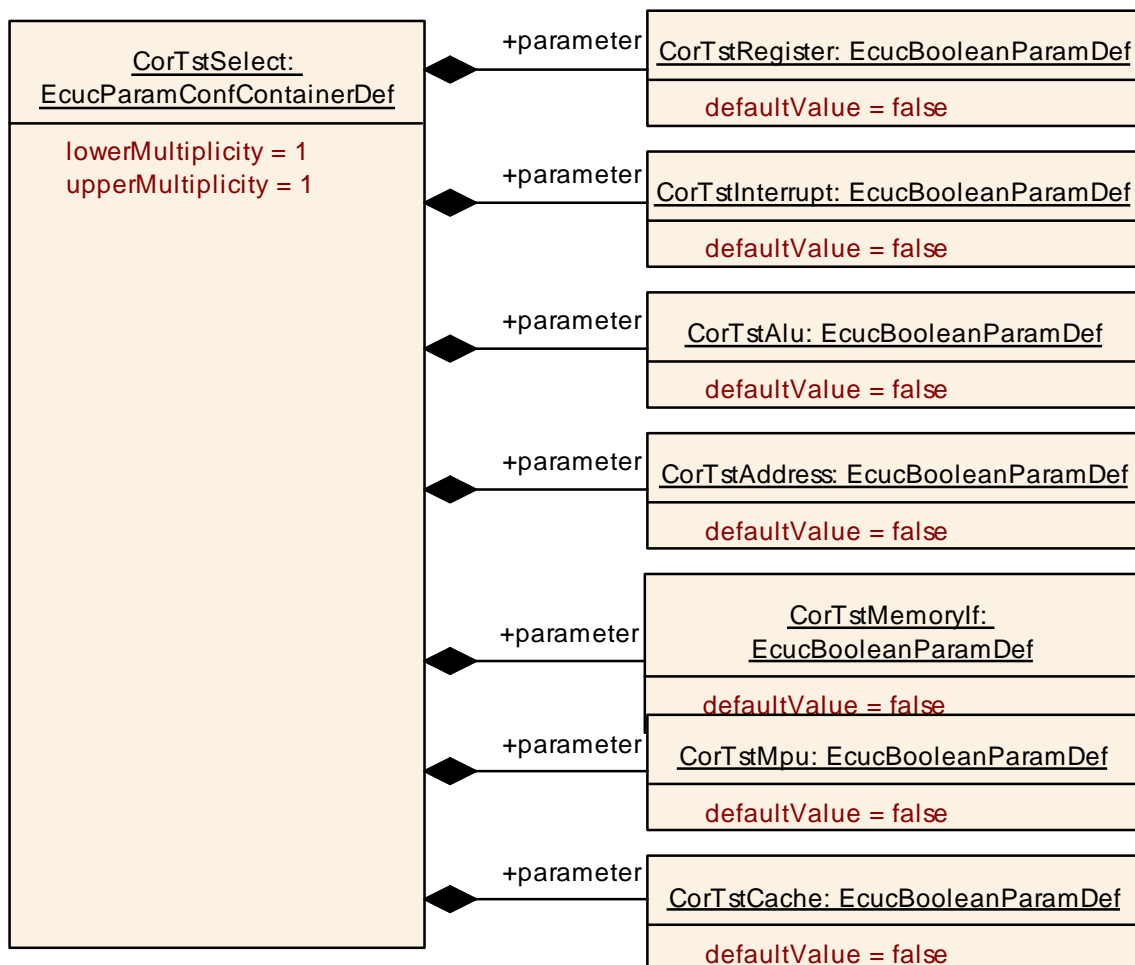 CorTstSelect:
EcucParamConfContainerDef
lowerMultiplicity = 1
upperMultiplicity = 1
+parameter
CorTstRegister: EcucBooleanParamDef
defaultValue = false
+parameter
CorTstInterrupt: EcucBooleanParamDef
defaultValue = false
+parameter
CorTstAlu: EcucBooleanParamDef
defaultValue = false
+parameter
CorTstAddress: EcucBooleanParamDef
defaultValue = false
+parameter
CorTstMemoryIf:
EcucBooleanParamDef
defaultValue = false
+parameter
CorTstMpu: EcucBooleanParamDef
defaultValue = false
+parameter
CorTstCache: EcucBooleanParamDef
defaultValue = false